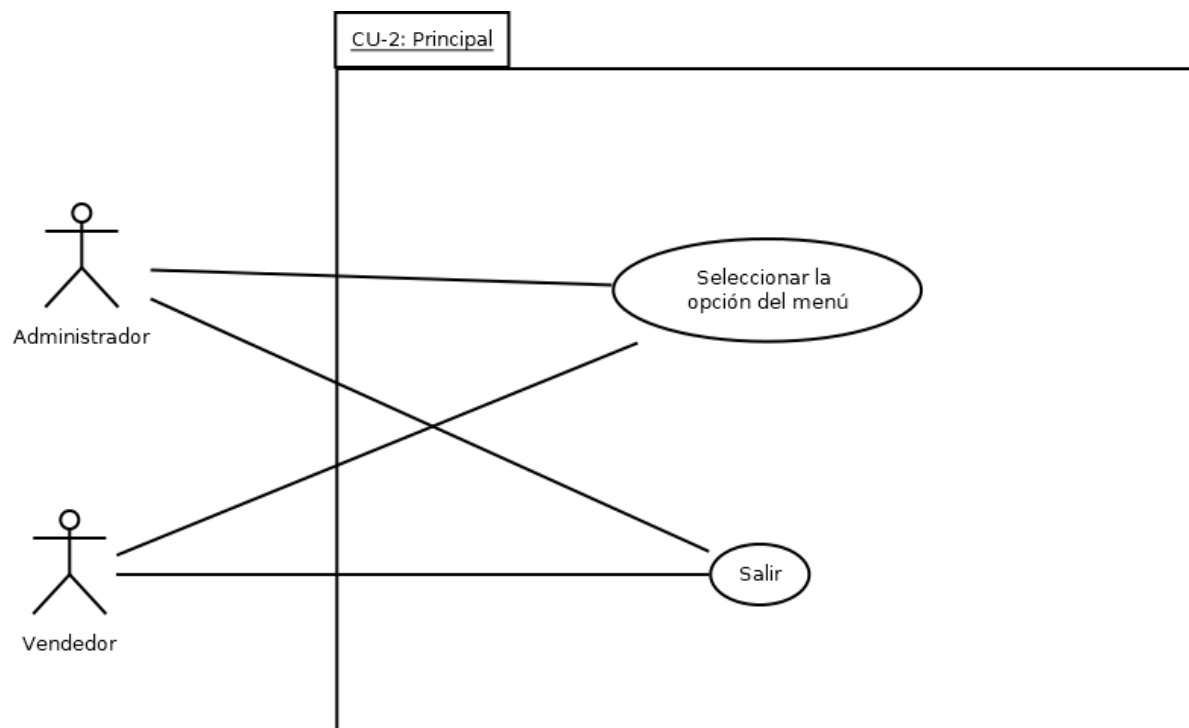 CU-2: Principal
Seleccionar la
opción del menú
Administrador
Salir
Vendedor